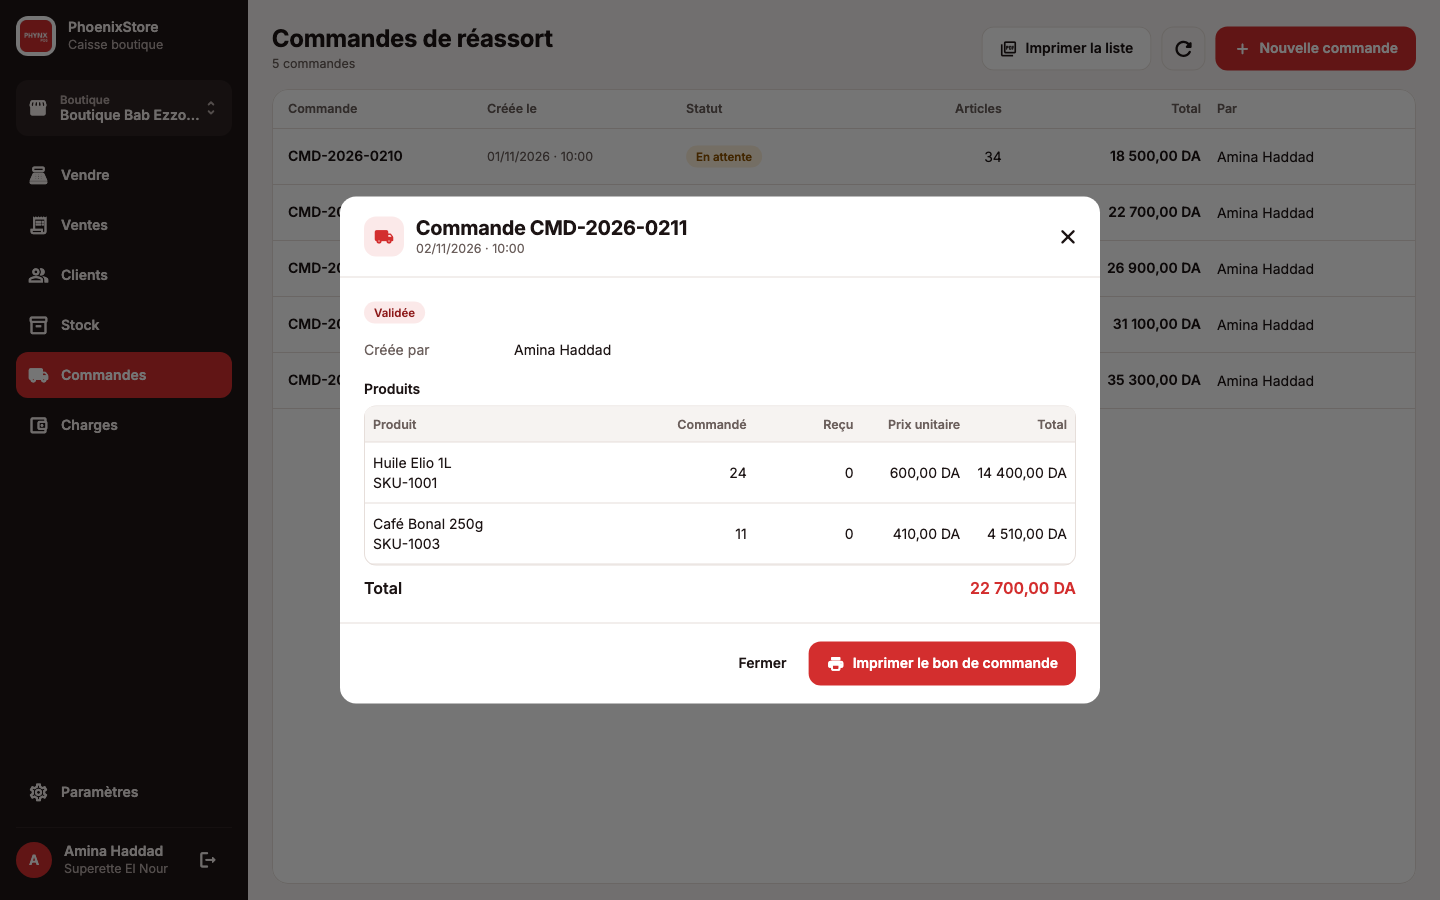 PHYNX
PhoenixStore
Caisse boutique
Boutique
Boutique Bab Ezzo...
Vendre
Ventes
Clients
Stock
Commandes
Charges
Paramètres
A
Amina Haddad
Superette El Nour
Commandes de réassort
5 commandes
Imprimer la liste
+ Nouvelle commande
Commande Créée le Statut Articles Total Par
CMD-2026-0210 01/11/2026 · 10:00 En attente 34 18 500,00 DA Amina Haddad
CMD-20 22 700,00 DA Amina Haddad
CMD-20 26 900,00 DA Amina Haddad
CMD-20 31 100,00 DA Amina Haddad
CMD-20 35 300,00 DA Amina Haddad
Commande CMD-2026-0211
02/11/2026 · 10:00
Validée
Créée par Amina Haddad
Produits
Produit Commandé Reçu Prix unitaire Total
Huile Elio 1L
SKU-1001 24 0 600,00 DA 14 400,00 DA
Café Bonal 250g
SKU-1003 11 0 410,00 DA 4 510,00 DA
Total 22 700,00 DA
Fermer
Imprimer le bon de commande